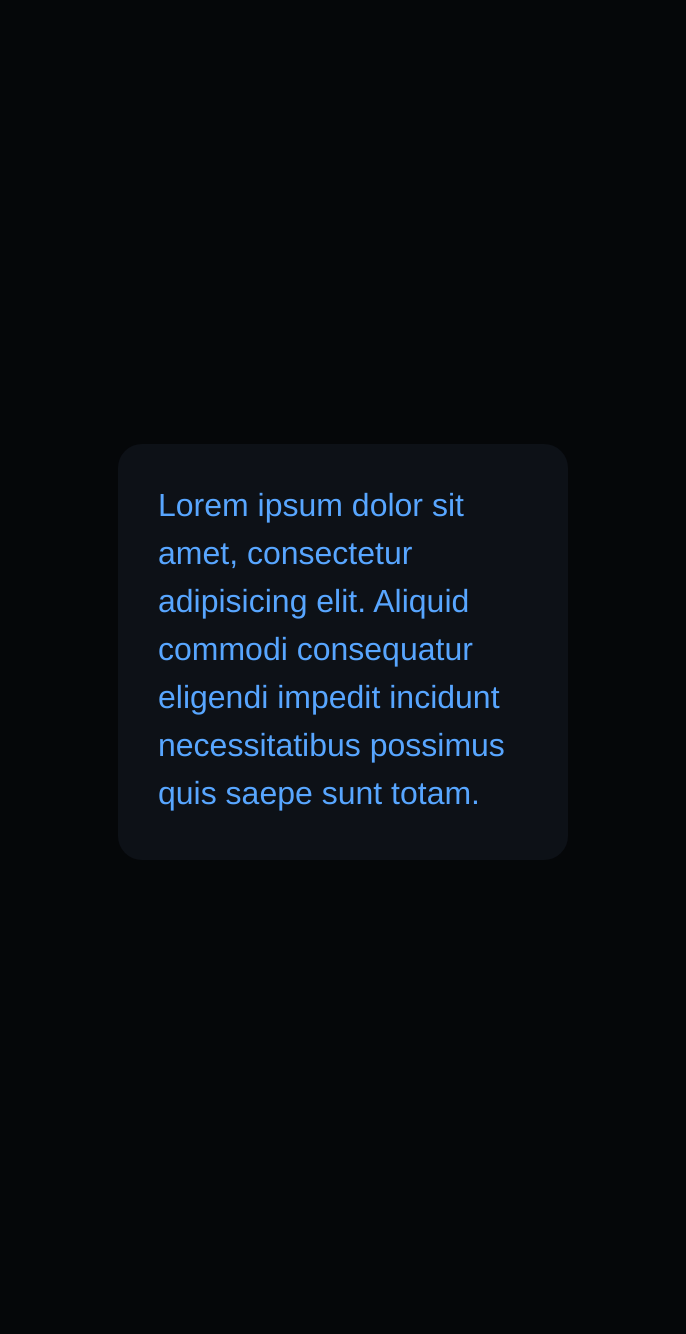 Lorem ipsum dolor sit
amet, consectetur
adipisicing elit. Aliquid
commodi consequatur
eligendi impedit incidunt
necessitatibus possimus
quis saepe sunt totam.